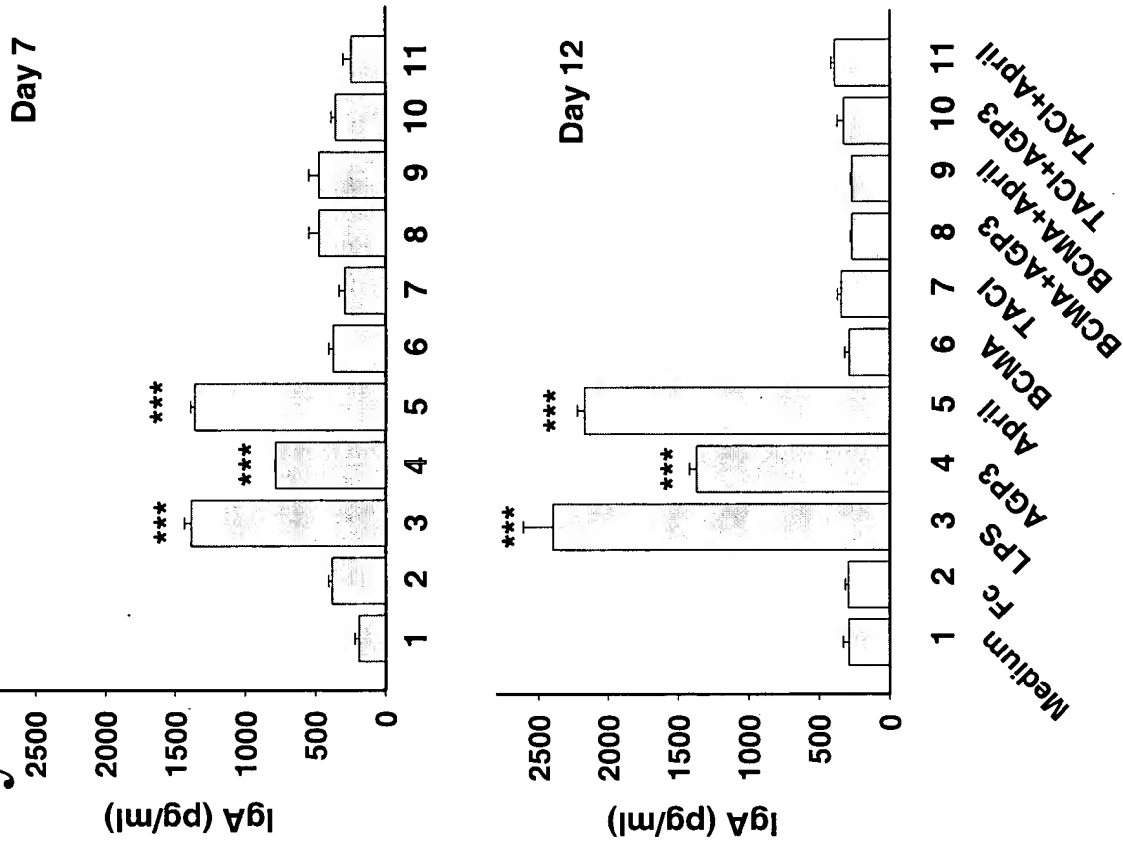 Day 7
IgA (pg/ml)
2500
2000
1500
1000
500
0
*** *** ***
1 2 3 4 5 6 7 8 9 10 11
Day 12
IgA (pg/ml)
2500
2000
1500
1000
500
0
*** *** ***
1 2 3 4 5 6 7 8 9 10 11
Medium
Fc
LPS
AGP3
April
BCMA
TACI
BCMA+AGP3
BCMA+April
TACI+AGP3
TACI+April